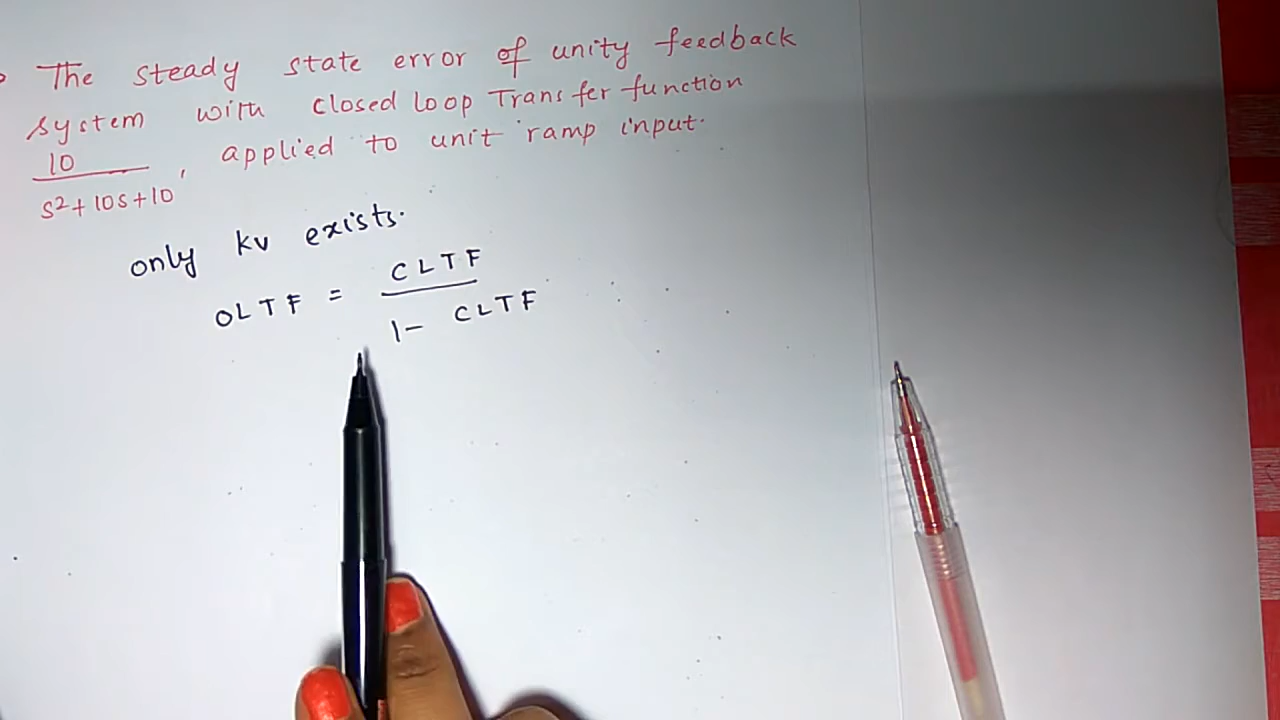 The steady state error of unity feedback
system with closed loop Transfer function
10
s²+10s+10, applied to unit ramp input.
only kv exists.
OLTF = CLTF
1- CLTF